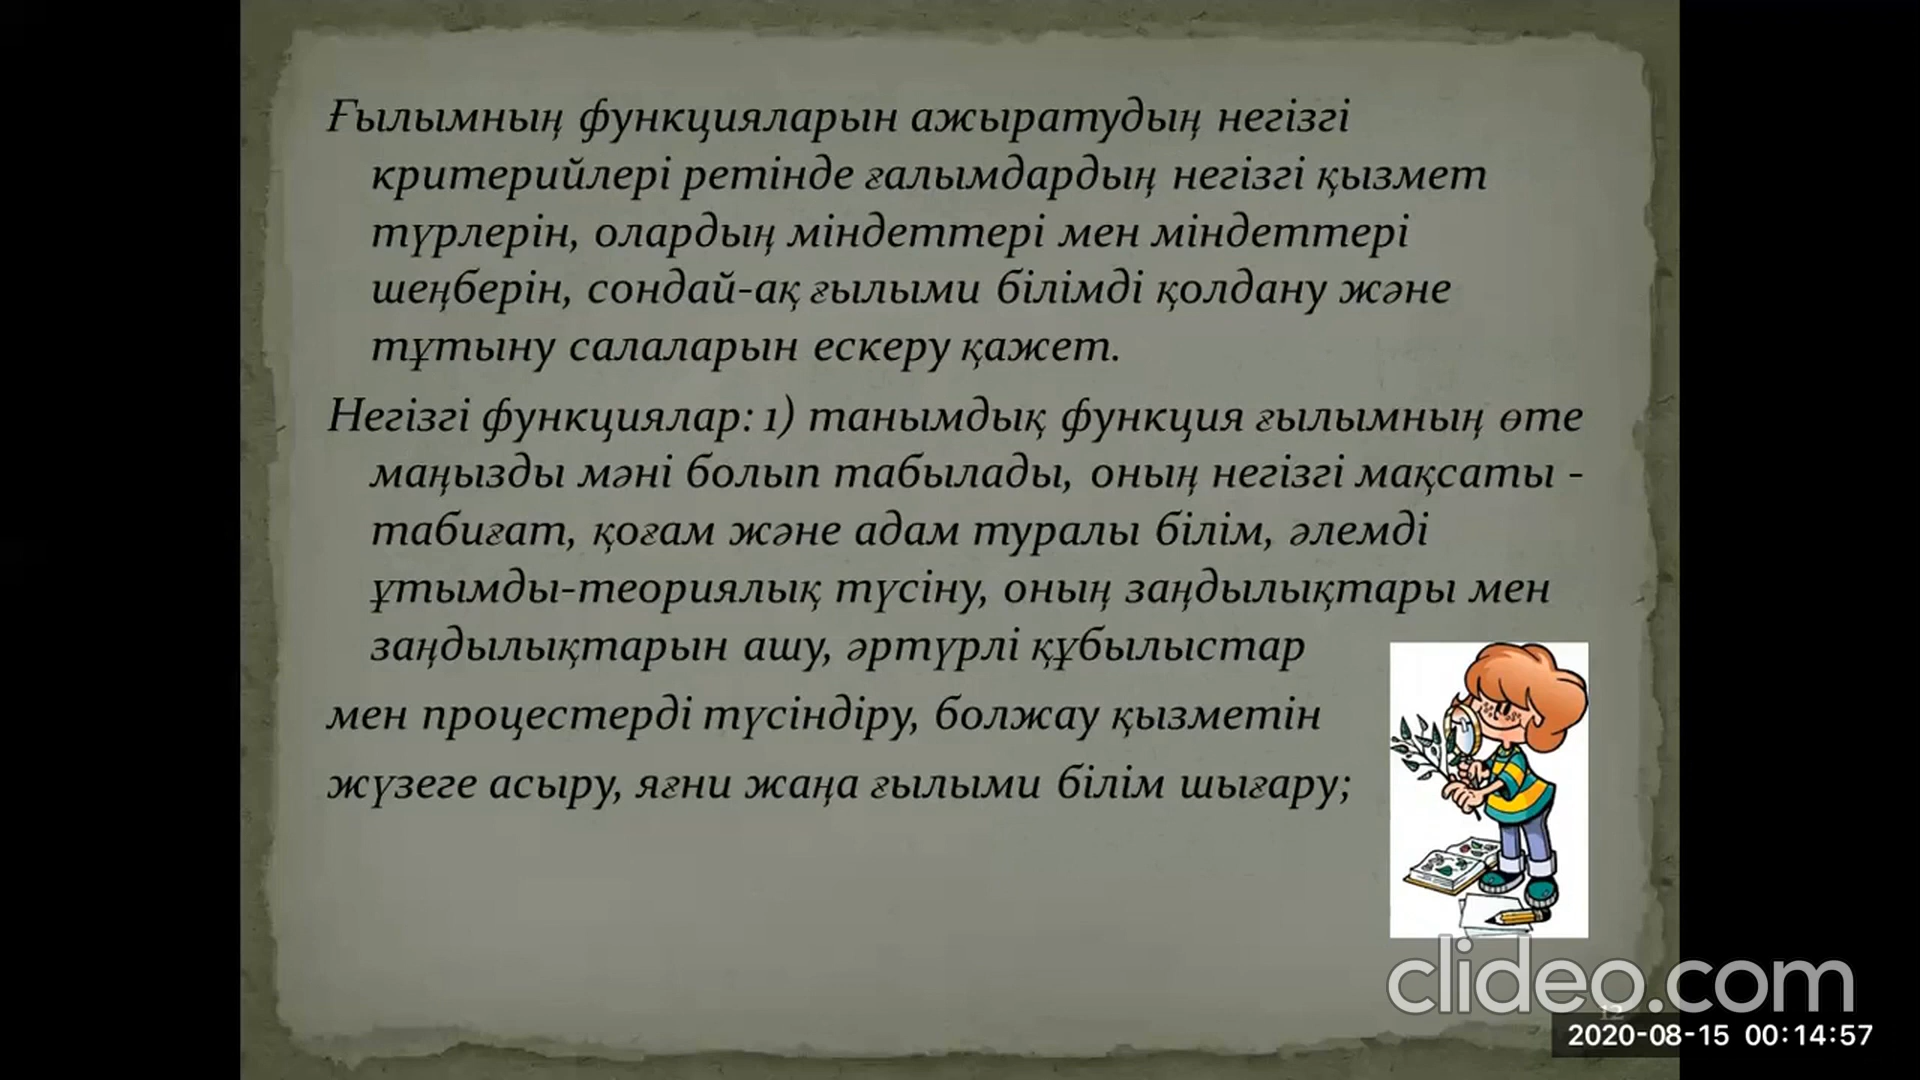 Ғылымның функцияларын ажыратудың негізгі
критерийлері ретінде ғалымдардың негізгі қызмет
түрлерін, олардың міндеттері мен міндеттері
шеңберін, сондай-ақ ғылыми білімді қолдану және
тұтыну салаларын ескеру қажет.
Негізгі функциялар: 1) танымдық функция ғылымның өте
маңызды мәні болып табылады, оның негізгі мақсаты -
табиғат, қоғам және адам туралы білім, әлемді
ұтымды-теориялық түсіну, оның заңдылықтары мен
заңдылықтарын ашу, әртүрлі құбылыстар
мен процестерді түсіндіру, болжау қызметін
жүзеге асыру, яғни жаңа ғылыми білім шығару;
clideo.com
12
2020-08-15 00:14:57